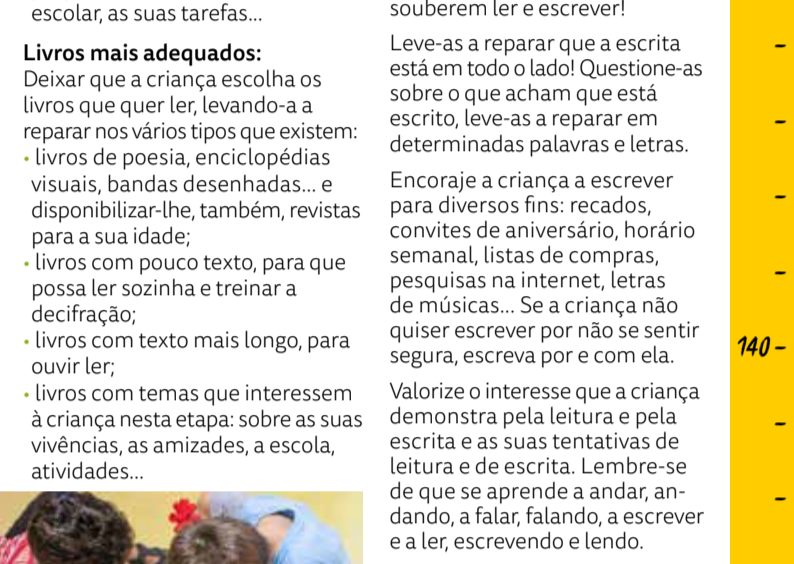 escolar, as suas tarefas...
Livros mais adequados:
Deixar que a criança escolha os
livros que quer ler, levando-a a
reparar nos vários tipos que existem:
• livros de poesia, enciclopédias
visuais, bandas desenhadas... e
disponibilizar-lhe, também, revistas
para a sua idade;
• livros com pouco texto, para que
possa ler sozinha e treinar a
decifração;
• livros com texto mais longo, para
ouvir ler;
• livros com temas que interessem
à criança nesta etapa: sobre as suas
vivências, as amizades, a escola,
atividades...
souberem ler e escrever!
Leve-as a reparar que a escrita
está em todo o lado! Questione-as
sobre o que acham que está
escrito, leve-as a reparar em
determinadas palavras e letras.
Encoraje a criança a escrever
para diversos fins: recados,
convites de aniversário, horário
semanal, listas de compras,
pesquisas na internet, letras
de músicas... Se a criança não
quiser escrever por não se sentir
segura, escreva por e com ela.
Valorize o interesse que a criança
demonstra pela leitura e pela
escrita e as suas tentativas de
leitura e de escrita. Lembre-se
de que se aprende a andar, an-
dando, a falar, falando, a escrever
e a ler, escrevendo e lendo.
140